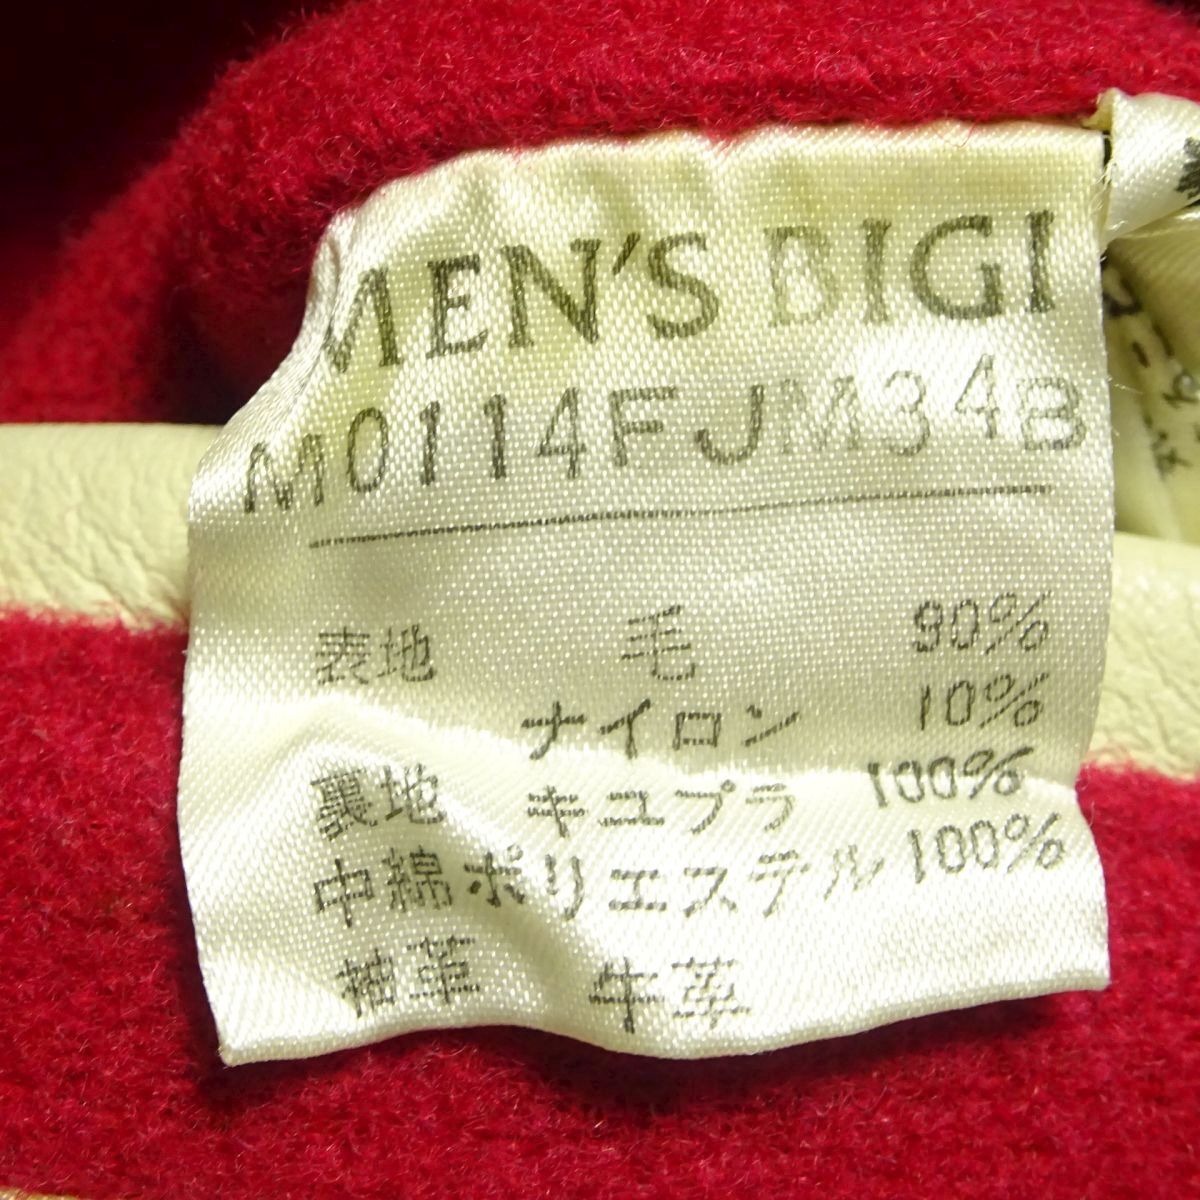 MEN'S BIGI
M0114FJM34B
表地 毛 90%
ナイロン 10%
裏地 キュプラ 100%
中綿 ポリエステル 100%
袖革 牛革